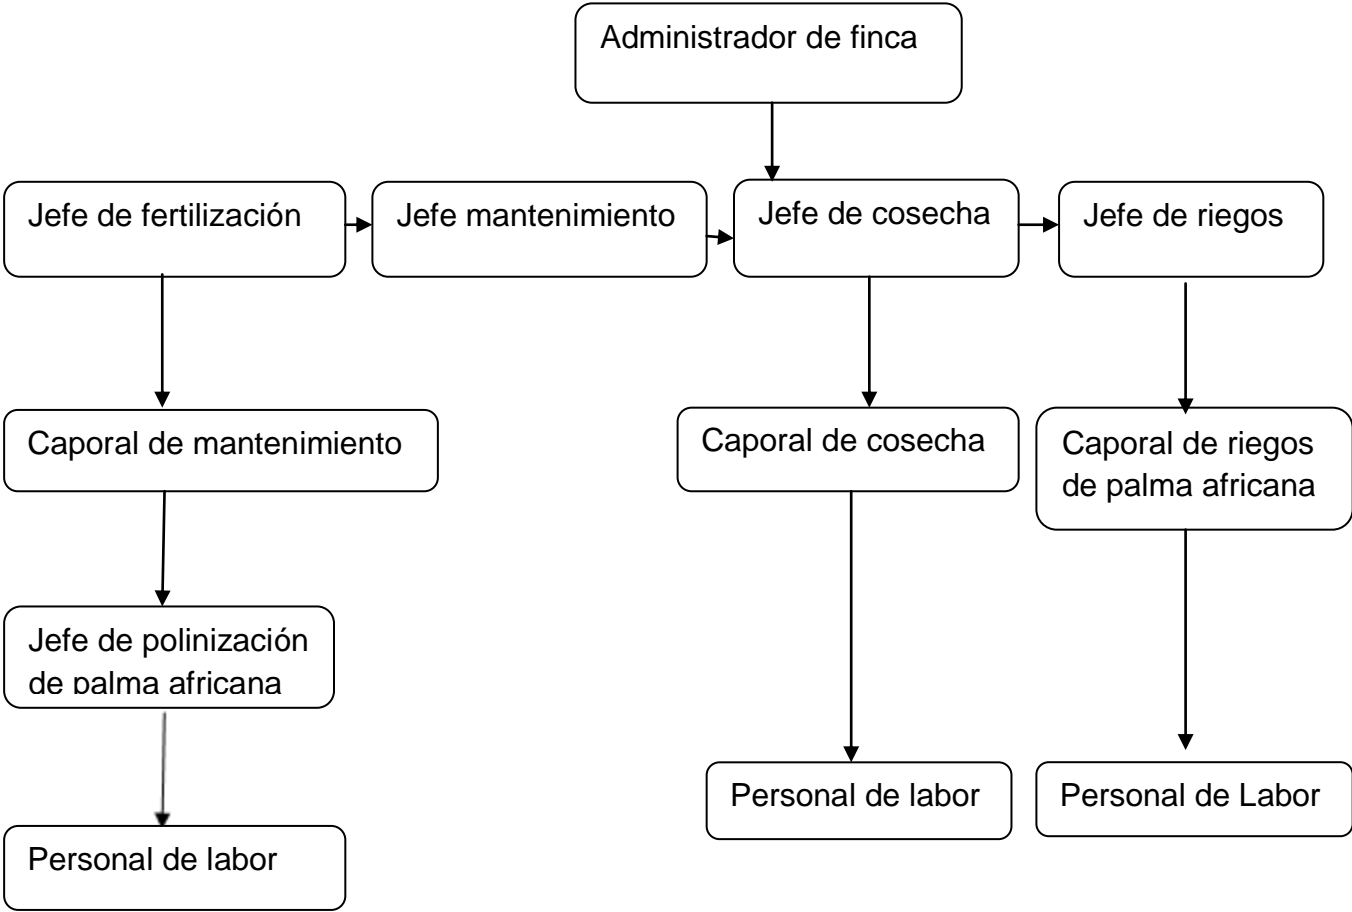 Administrador de finca
Jefe de fertilización
Jefe mantenimiento
Jefe de cosecha
Jefe de riegos
Caporal de mantenimiento
Caporal de cosecha
Caporal de riegos
de palma africana
Jefe de polinización
de palma africana
Personal de labor
Personal de Labor
Personal de labor